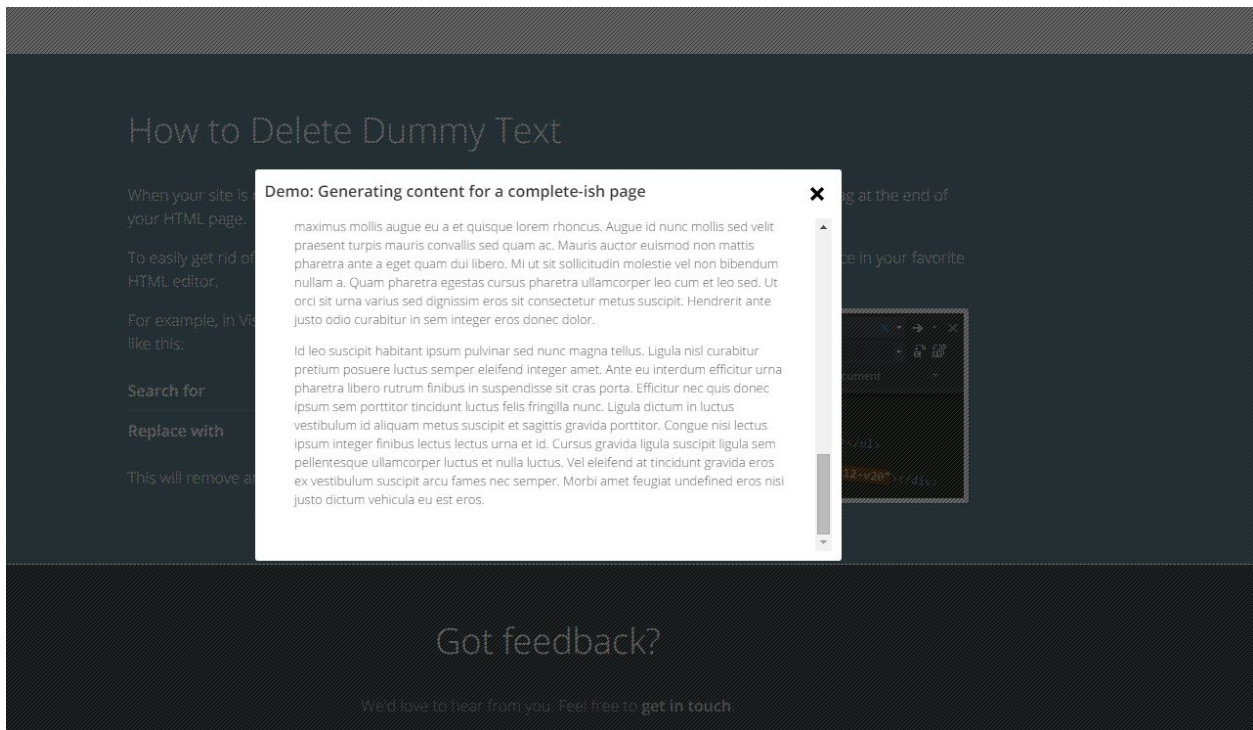 How to Delete Dummy Text
When your site is
ag at the end of
your HTML page.
To easily get rid of
ce in your favorite
HTML editor.
For example, in Vis
like this:
Search for
Replace with
This will remove
Demo: Generating content for a complete-ish page
maximus mollis augue eu a et quisque lorem rhoncus. Augue id nunc mollis sed velit
praesent turpis mauris convallis sed quam ac. Mauris auctor euismod non mattis
pharetra ante a eget quam dui libero. Mi ut sit sollicitudin molestie vel non bibendum
nullam a. Quam pharetra egestas cursus pharetra ullamcorper leo cum et leo sed. Ut
orci sit urna varius sed dignissim eros sit consectetur metus suscipit. Hendrerit ante
justo odio curabitur in sem integer eros donec dolor.
Id leo suscipit habitant ipsum pulvinar sed nunc magna tellus. Ligula nisl curabitur
pretium posuere luctus semper eleifend integer amet. Ante eu interdum efficitur urna
pharetra libero rutrum finibus in suspendisse sit cras porta. Efficitur nec quis donec
ipsum sem porttitor tincidunt luctus felis fringilla nunc. Ligula dictum in luctus
vestibulum id aliquam metus suscipit et sagittis gravida porttitor. Congue nisi lectus
ipsum integer finibus lectus lectus urna et id. Cursus gravida ligula suscipit ligula sem
pellentesque ullamcorper luctus et nulla luctus. Vel eleifend at tincidunt gravida eros
ex vestibulum suscipit arcu fames nec semper. Morbi amet feugiat undefined eros nisi
justo dictum vehicula eu est eros.
cument
></ul>
12-v20"></div>
Got feedback?
We'd love to hear from you. Feel free to get in touch